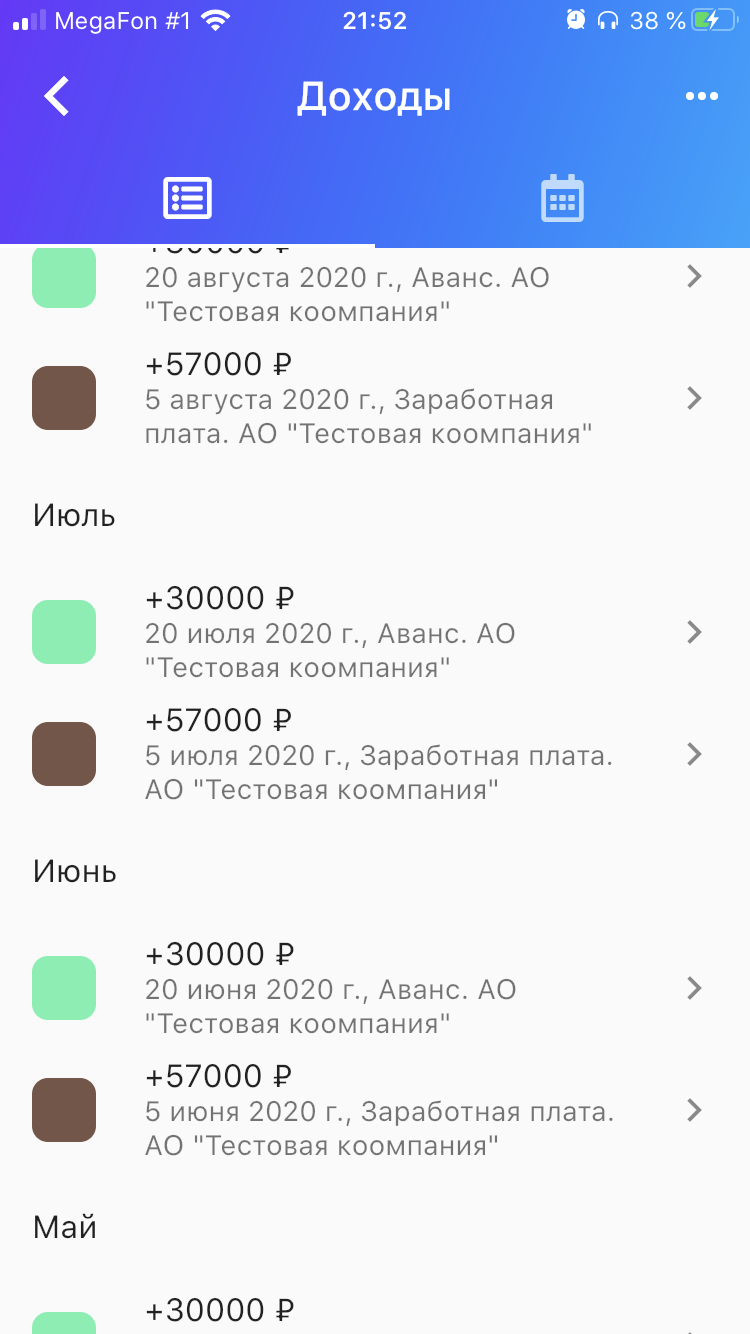 MegaFon #1
21:52
38 %
Доходы
20 августа 2020 г., Аванс. АО
"Тестовая коомпания"
+57000 ₽
5 августа 2020 г., Заработная
плата. АО "Тестовая коомпания"
Июль
+30000 ₽
20 июля 2020 г., Аванс. АО
"Тестовая коомпания"
+57000 ₽
5 июля 2020 г., Заработная плата.
АО "Тестовая коомпания"
Июнь
+30000 ₽
20 июня 2020 г., Аванс. АО
"Тестовая коомпания"
+57000 ₽
5 июня 2020 г., Заработная плата.
АО "Тестовая коомпания"
Май
+30000 ₽